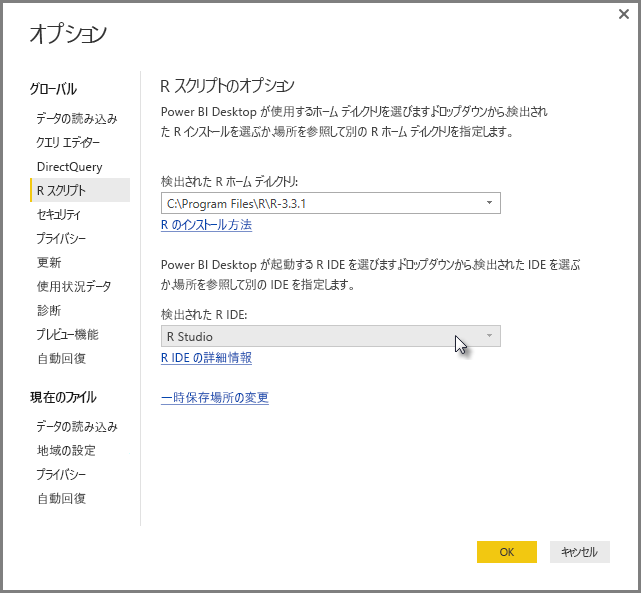 オプション
グローバル
データの読み込み
クエリ エディター
DirectQuery
R スクリプト
セキュリティ
プライバシー
更新
使用状況データ
診断
プレビュー機能
自動回復
現在のファイル
データの読み込み
地域の設定
プライバシー
自動回復
R スクリプトのオプション
Power BI Desktop が使用するホーム ディレクトリを選びます。ドロップダウンから、検出され
た R インストールを選ぶか、場所を参照して別の R ホーム ディレクトリを指定します。
検出された R ホーム ディレクトリ:
C:\Program Files\R\R-3.3.1
R のインストール方法
Power BI Desktop が起動する R IDE を選びます。ドロップダウンから、検出された IDE を選ぶ
か、場所を参照して別の IDE を指定します。
検出された R IDE:
R Studio
R IDE の詳細情報
一時保存場所の変更
OK
キャンセル